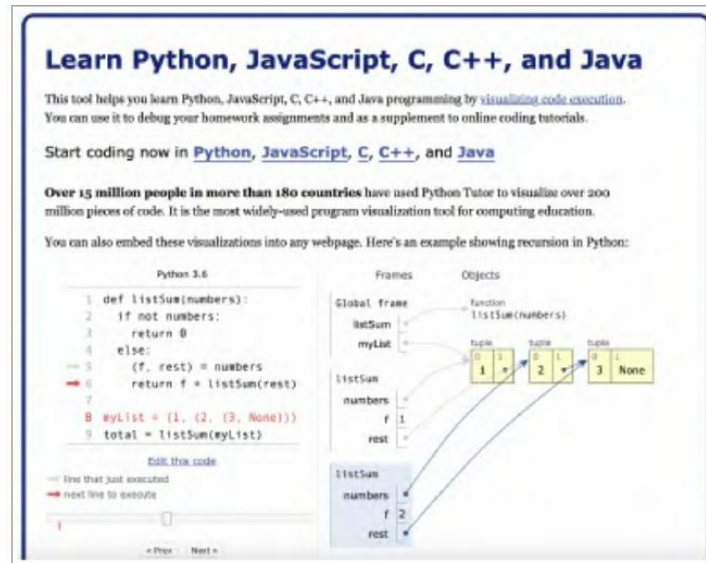 Learn Python, JavaScript, C, C++, and Java
This tool helps you learn Python, JavaScript, C, C++, and Java programming by visualizing code execution.
You can use it to debug your homework assignments and as a supplement to online coding tutorials.
Start coding now in Python, JavaScript, C, C++, and Java
Over 15 million people in more than 180 countries have used Python Tutor to visualize over 200
million pieces of code. It is the most widely-used program visualization tool for computing education.
You can also embed these visualizations into any webpage. Here's an example showing recursion in Python:
Python 3.6
1 def listSum(numbers):
2 if not numbers:
3 return 0
4 else:
5 (f, rest) = numbers
6 return f + listSum(rest)
7
8 myList = (1, (2, (3, None)))
9 total = listSum(myList)
Edit this code
line that just executed
next line to execute
< Prev Next >
Frames Objects
Global frame
listSum
myList
function
listSum(numbers)
tuple tuple tuple
0 1 0 1 0 1
1 2 3 None
listSum
numbers
f 1
rest
listSum
numbers
f 2
rest